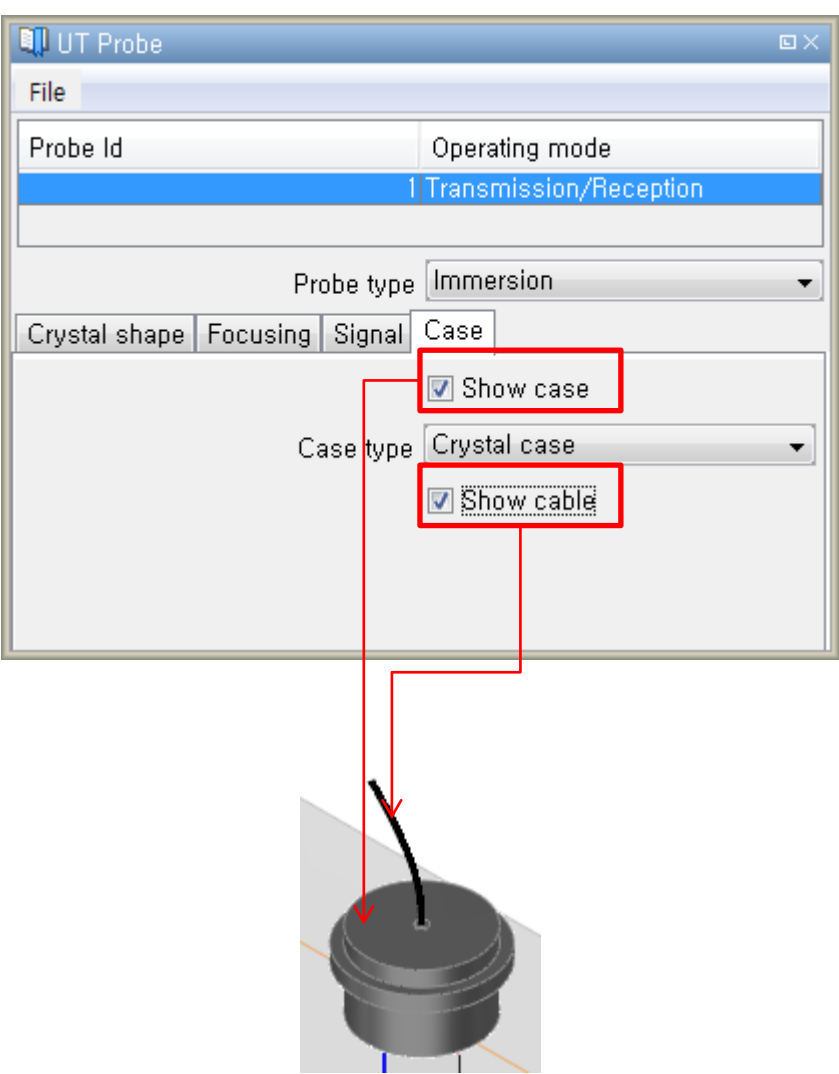 UT Probe
File
Probe Id Operating mode
1 Transmission/Reception
Probe type Immersion
Crystal shape Focusing Signal Case
Show case
Case type Crystal case
Show cable